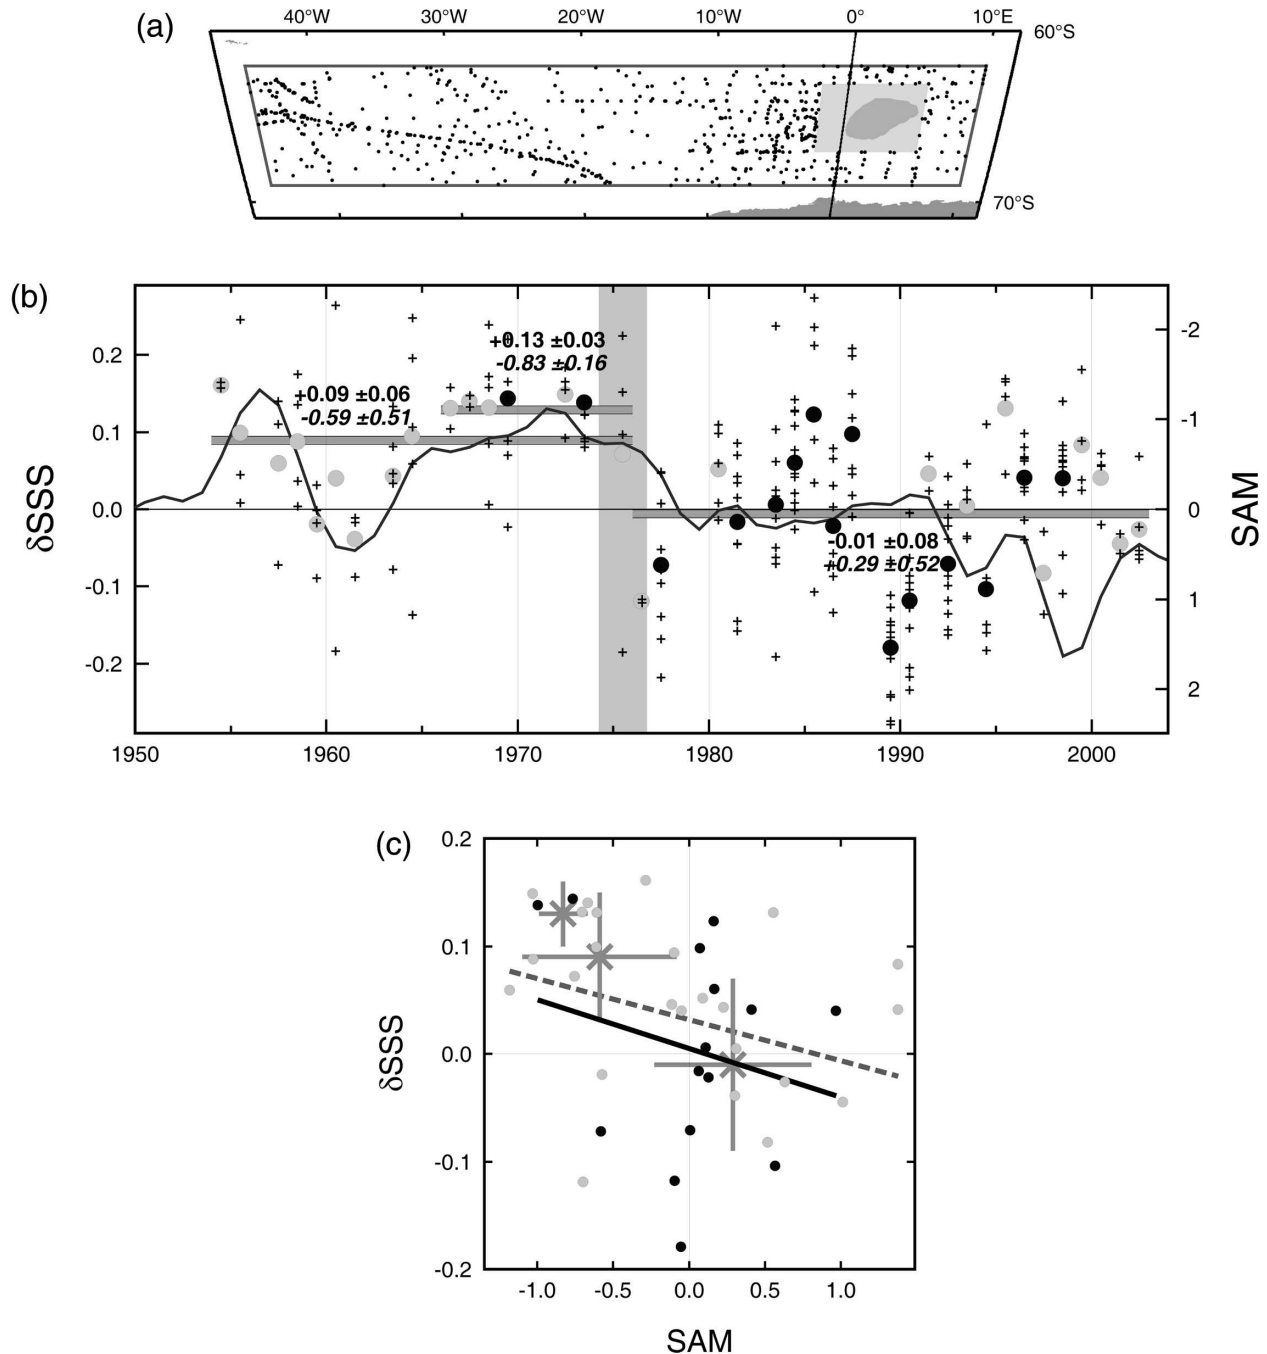 (a)
40°W 30°W 20°W 10°W 0° 10°E
60°S
70°S
(b)
δSSS
0.2
0.1
0.0
-0.1
-0.2
+0.09 ±0.06
-0.59 ±0.51
+0.13 ±0.03
-0.83 ±0.16
-0.01 ±0.08
+0.29 ±0.52
-2
-1
0
1
2
SAM
1950 1960 1970 1980 1990 2000
(c)
δSSS
0.2
0.1
0.0
-0.1
-0.2
-1.0 -0.5 0.0 0.5 1.0
SAM